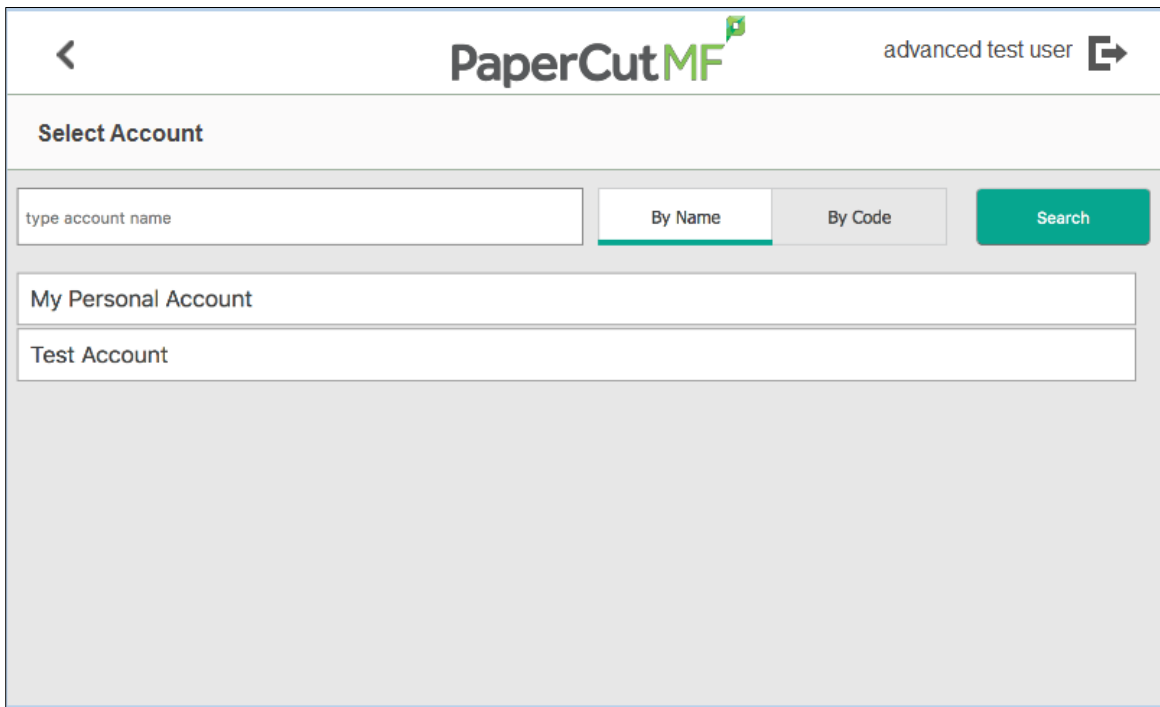 PaperCutMF
advanced test user
Select Account
type account name
By Name
By Code
Search
My Personal Account
Test Account